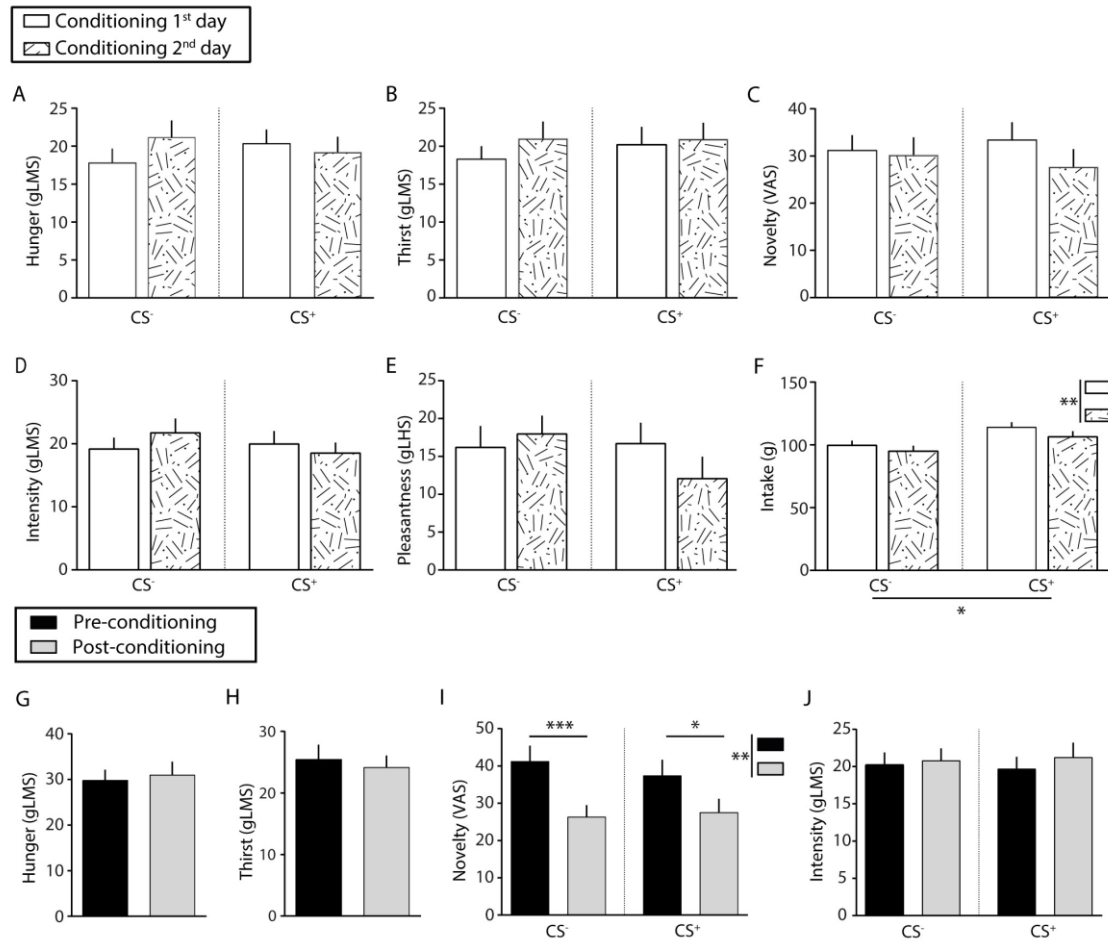 Conditioning 1st day
Conditioning 2nd day
A
Hunger (gLMS)
25
20
15
10
5
0
CS-
CS+
B
Thirst (gLMS)
25
20
15
10
5
0
CS-
CS+
C
Novelty (VAS)
40
30
20
10
0
CS-
CS+
D
Intensity (gLMS)
30
20
10
0
CS-
CS+
E
Pleasantness (gLHS)
25
20
15
10
5
0
CS-
CS+
F
Intake (g)
150
100
50
0
**
CS-
CS+
*
Pre-conditioning
Post-conditioning
G
Hunger (gLMS)
40
30
20
10
0
H
Thirst (gLMS)
30
20
10
0
I
Novelty (VAS)
50
40
30
20
10
0
***
*
**
CS-
CS+
J
Intensity (gLMS)
25
20
15
10
5
0
CS-
CS+